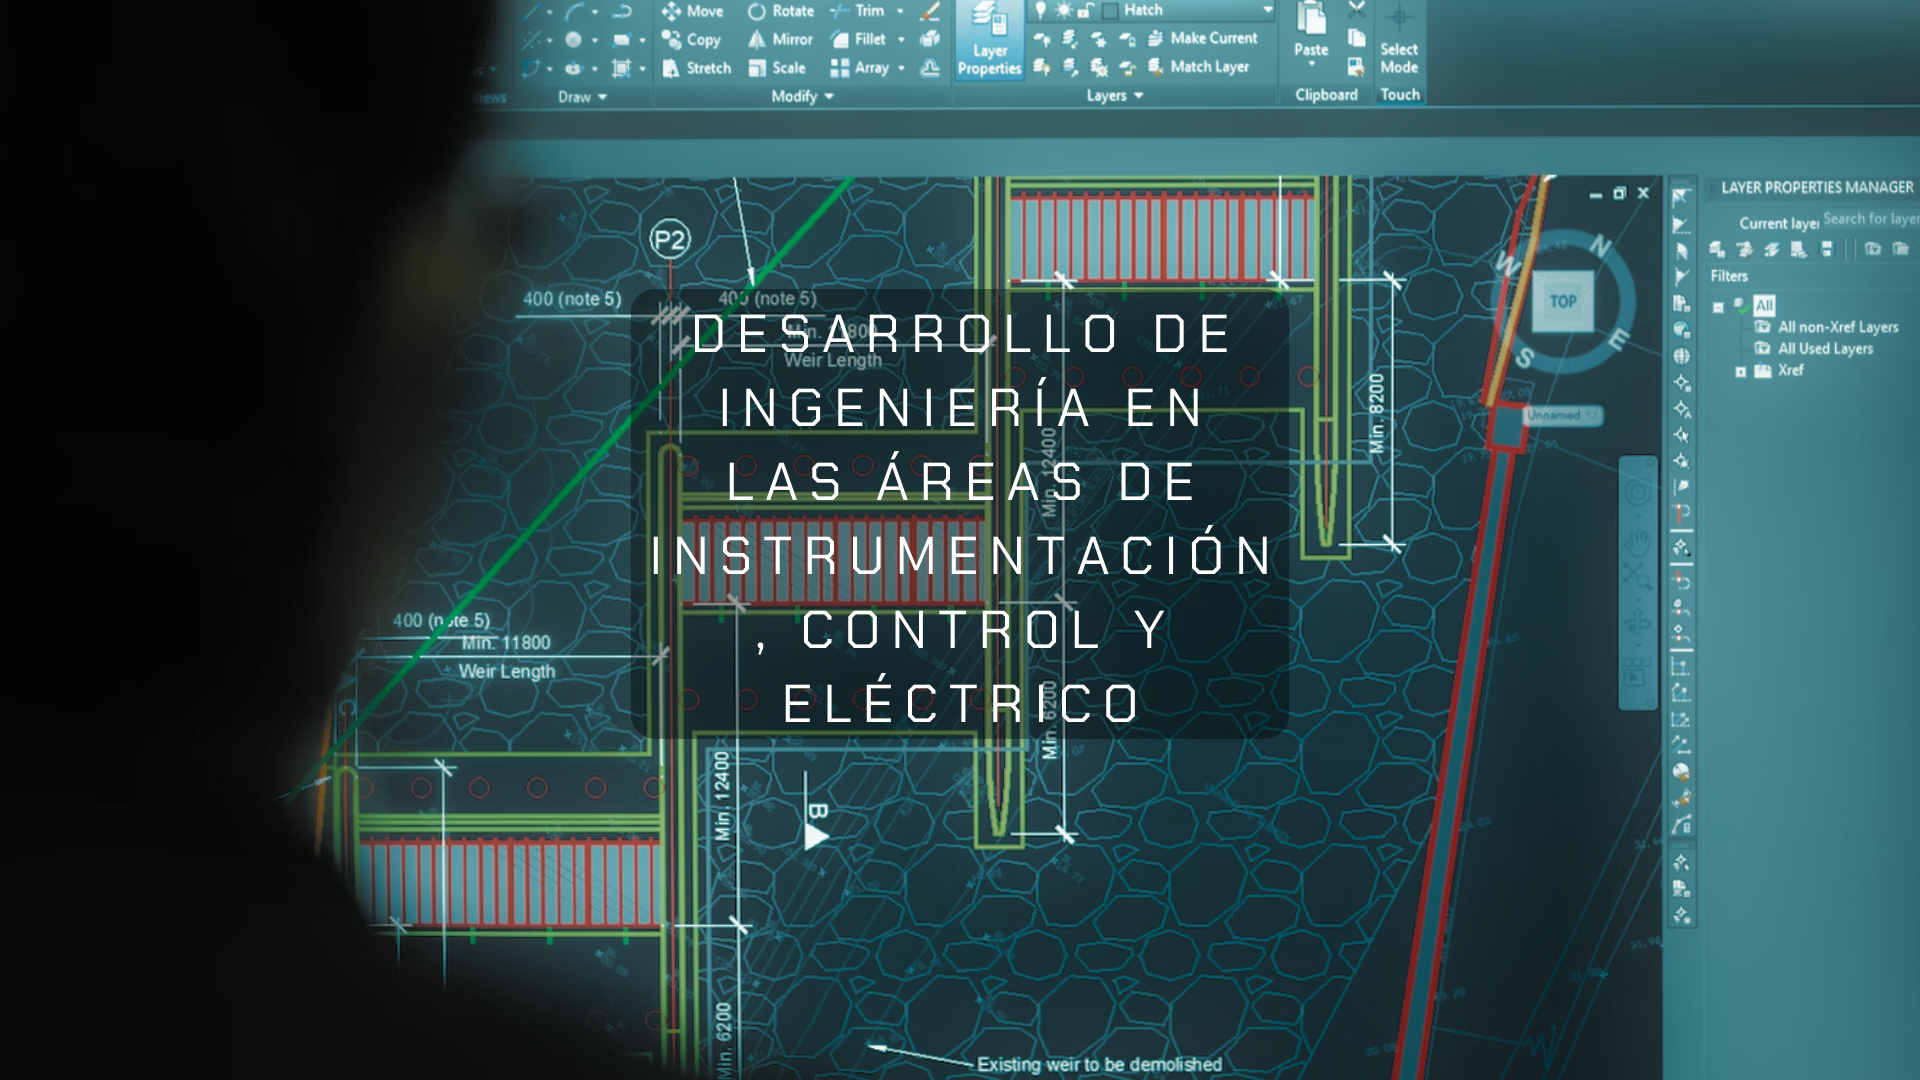 Move Rotate Trim Hatch
Copy Mirror Fillet Make Current
Stretch Scale Array Match Layer
Layer Properties
Paste
Select Mode
Views Draw Modify Layers Clipboard Touch
LAYER PROPERTIES MANAGER
Current layer
Search for layer
Filters
All
All non-Xref Layers
All Used Layers
Xref
N
W
TOP
E
S
Unnamed
P2
400 (note 5)
400 (note 5)
Weir Length
Min. 8200
DESARROLLO DE
INGENIERÍA EN
LAS ÁREAS DE
INSTRUMENTACIÓN
, CONTROL Y
ELÉCTRICO
Min. 12400
Min. 6200
400 (note 5)
Min. 11800
Weir Length
Min. 12400
B
Min. 6200
Existing weir to be demolished